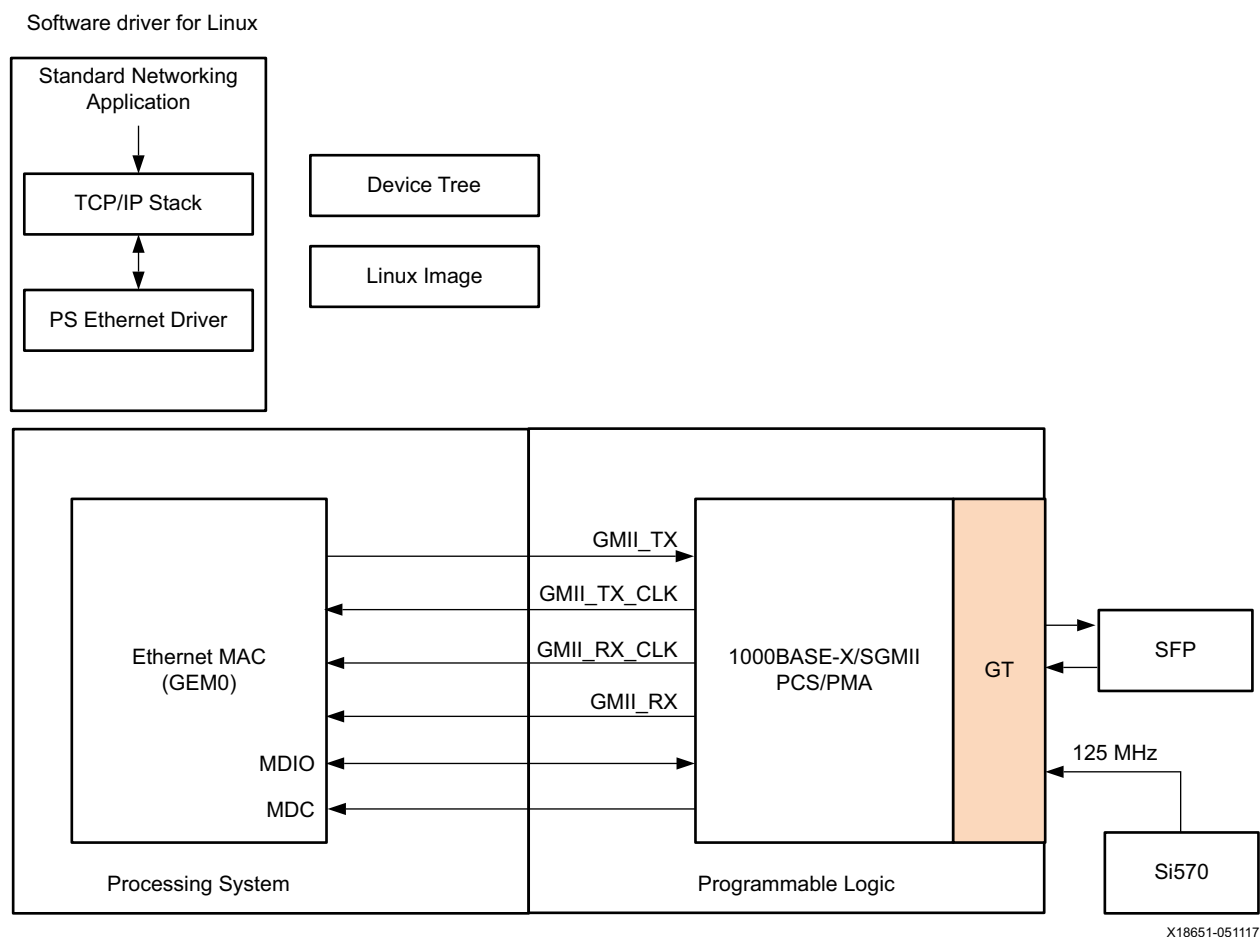 Software driver for Linux
Standard Networking
Application
TCP/IP Stack
PS Ethernet Driver
Device Tree
Linux Image
GMII_TX
GMII_TX_CLK
GMII_RX_CLK
GMII_RX
MDIO
MDC
Ethernet MAC
(GEM0)
1000BASE-X/SGMII
PCS/PMA
GT
SFP
125 MHz
Si570
Processing System
Programmable Logic
X18651-051117